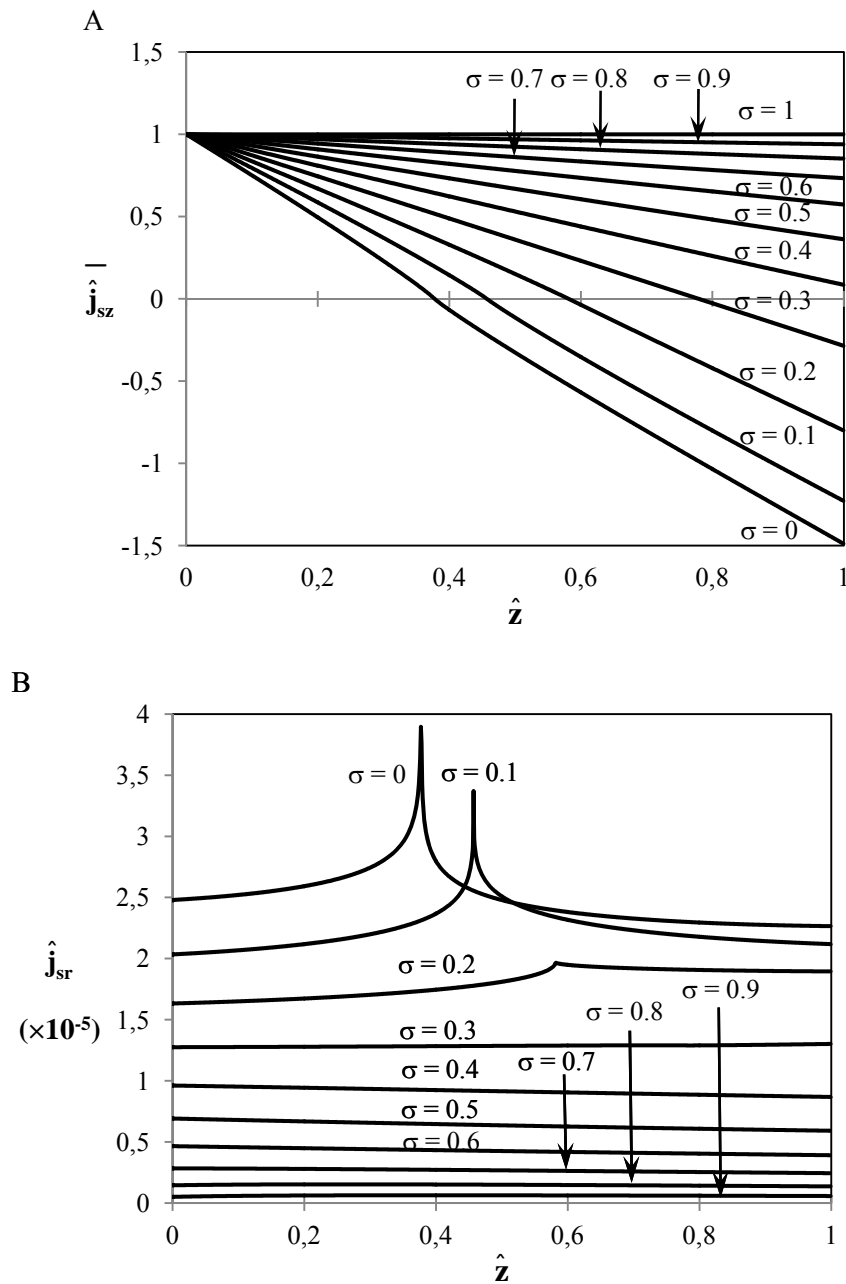 A
1,5
σ = 0.7 σ = 0.8 σ = 0.9
σ = 1
1
σ = 0.6
σ = 0.5
0,5
σ = 0.4
σ = 0.3
0
σ = 0.2
-0,5
σ = 0.1
-1
σ = 0
-1,5
0 0,2 0,4 0,6 0,8 1
ẑ
ĵsz
B
4
3,5
σ = 0 σ = 0.1
3
2,5
2
σ = 0.2
σ = 0.9
σ = 0.8
1,5
σ = 0.3
σ = 0.7
σ = 0.4
1
σ = 0.5
σ = 0.6
0,5
0
0 0,2 0,4 0,6 0,8 1
ẑ
ĵsr
(×10-5)